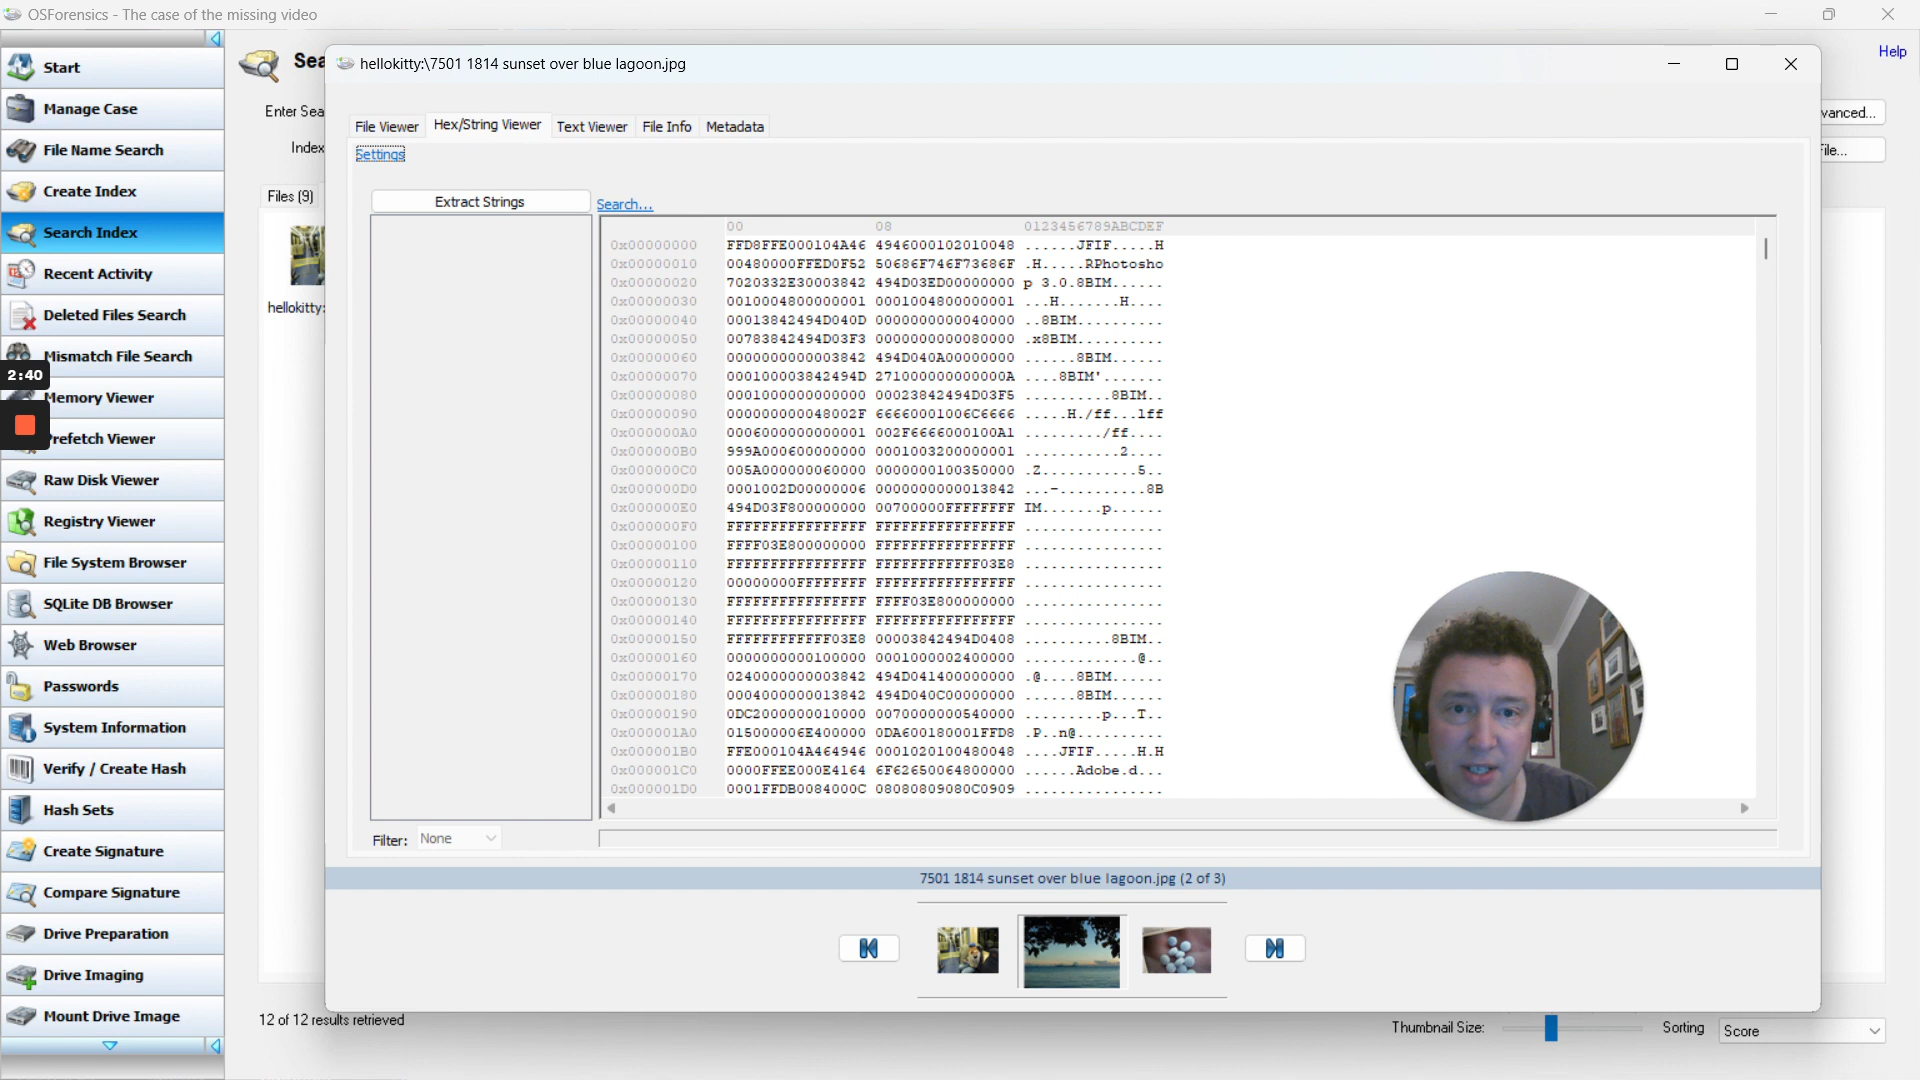 OSForensics - The case of the missing video
Help
Start
Manage Case
File Name Search
Create Index
Search Index
Recent Activity
Deleted Files Search
Mismatch File Search
2:40
Memory Viewer
Prefetch Viewer
Raw Disk Viewer
Registry Viewer
File System Browser
SQLite DB Browser
Web Browser
Passwords
System Information
Verify / Create Hash
Hash Sets
Create Signature
Compare Signature
Drive Preparation
Drive Imaging
Mount Drive Image
Sea
Enter Sea
Index
Files (9)
hellokitty:
vanced...
File...
hellokitty:\7501 1814 sunset over blue lagoon.jpg
File Viewer Hex/String Viewer Text Viewer File Info Metadata
Settings
Extract Strings
Search...
00 08 0123456789ABCDEF
0x00000000 FFD8FFE000104A46 4946000102010048 ......JFIF.....H
0x00000010 00480000FFED0F52 50686F746F73686F .H.....RPhotosho
0x00000020 7020332E30003842 494D03ED00000000 p 3.0.8BIM......
0x00000030 0010004800000001 0001004800000001 ...H.......H....
0x00000040 00013842494D040D 0000000000040000 ..8BIM..........
0x00000050 00783842494D03F3 0000000000080000 .x8BIM..........
0x00000060 0000000000003842 494D040A00000000 ......8BIM......
0x00000070 000100003842494D 271000000000000A ....8BIM'.......
0x00000080 0001000000000000 00023842494D03F5 ..........8BIM..
0x00000090 000000000048002F 66660001006C6666 .....H./ff...lff
0x000000A0 0006000000000001 002F6666000100A1 ........./ff....
0x000000B0 999A000600000000 0001003200000001 ...........2....
0x000000C0 005A000000060000 0000000100350000 .Z...........5..
0x000000D0 0001002D00000006 0000000000013842 ...-..........8B
0x000000E0 494D03F800000000 00700000FFFFFFFF IM.......p......
0x000000F0 FFFFFFFFFFFFFFFF FFFFFFFFFFFFFFFF ................
0x00000100 FFFF03E800000000 FFFFFFFFFFFFFFFF ................
0x00000110 FFFFFFFFFFFFFFFF FFFFFFFFFFFF03E8 ................
0x00000120 00000000FFFFFFFF FFFFFFFFFFFFFFFF ................
0x00000130 FFFFFFFFFFFFFFFF FFFF03E800000000 ................
0x00000140 FFFFFFFFFFFFFFFF FFFFFFFFFFFFFFFF ................
0x00000150 FFFFFFFFFFFF03E8 00003842494D0408 ..........8BIM..
0x00000160 0000000000100000 0001000002400000 .............@..
0x00000170 0240000000003842 494D041400000000 .@....8BIM......
0x00000180 0004000000013842 494D040C00000000 ......8BIM......
0x00000190 0DC2000000010000 0070000000540000 .........p...T..
0x000001A0 015000006E400000 0DA600180001FFD8 .P..n@..........
0x000001B0 FFE000104A464946 0001020100480048 ....JFIF.....H.H
0x000001C0 0000FFEE000E4164 6F62650064800000 ......Adobe.d...
0x000001D0 0001FFDB0084000C 08080809080C0909 ................
Filter: None
7501 1814 sunset over blue lagoon.jpg (2 of 3)
12 of 12 results retrieved
Thumbnail Size:
Sorting
Score